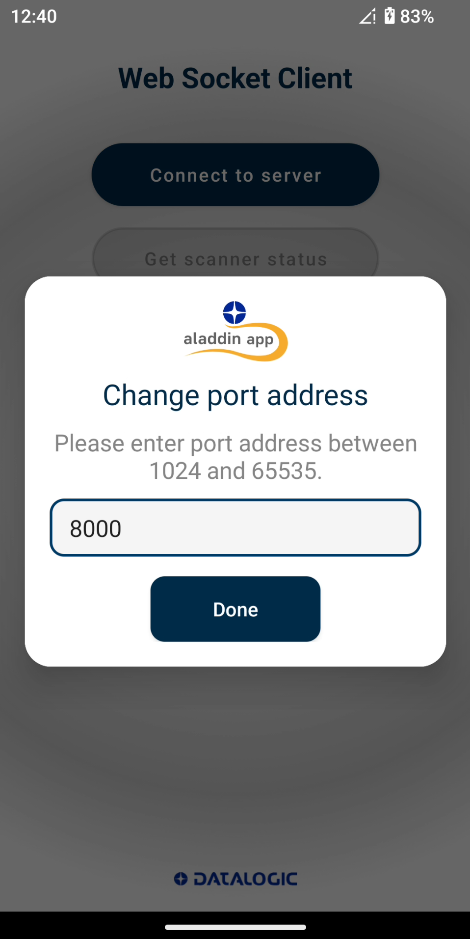 12:40
83%
Web Socket Client
Connect to server
Get scanner status
aladdin app
Change port address
Please enter port address between
1024 and 65535.
8000
Done
DATALOGIC